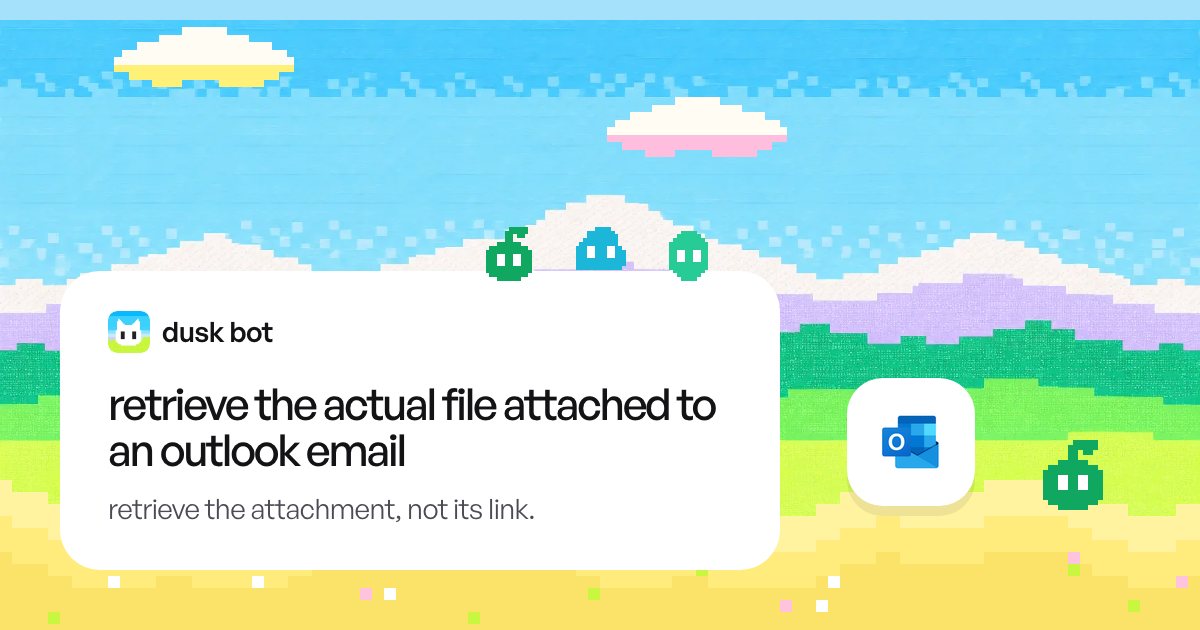 dusk bot
retrieve the actual file attached to
an outlook email
retrieve the attachment, not its link.
O